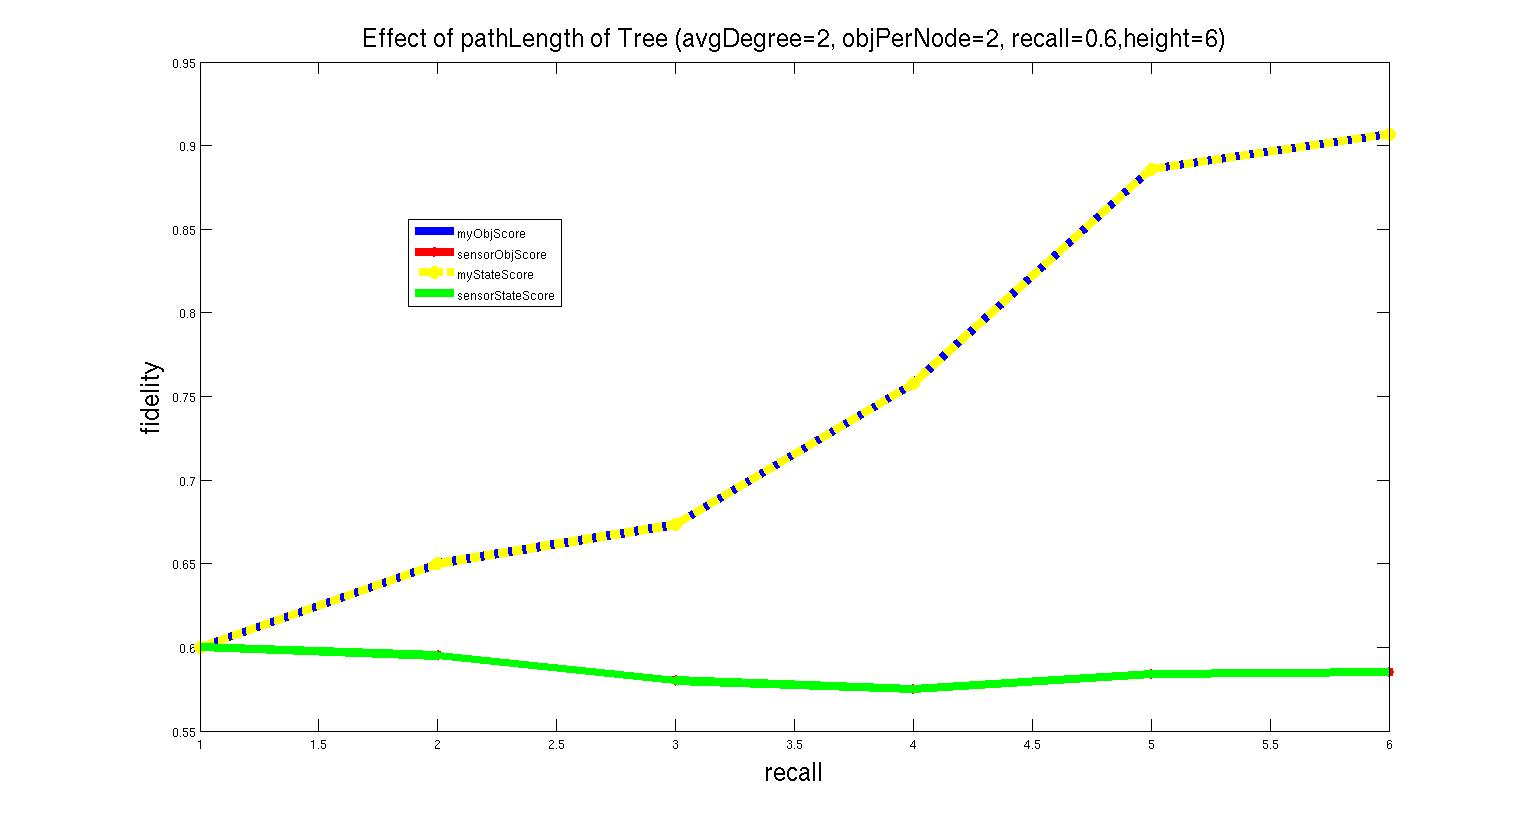 Effect of pathLength of Tree (avgDegree=2, objPerNode=2, recall=0.6,height=6)
0.95
0.9
0.85
0.8
0.75
0.7
0.65
0.6
0.55
fidelity
myObjScore
sensorObjScore
myStateScore
sensorStateScore
1 1.5 2 2.5 3 3.5 4 4.5 5 5.5 6
recall